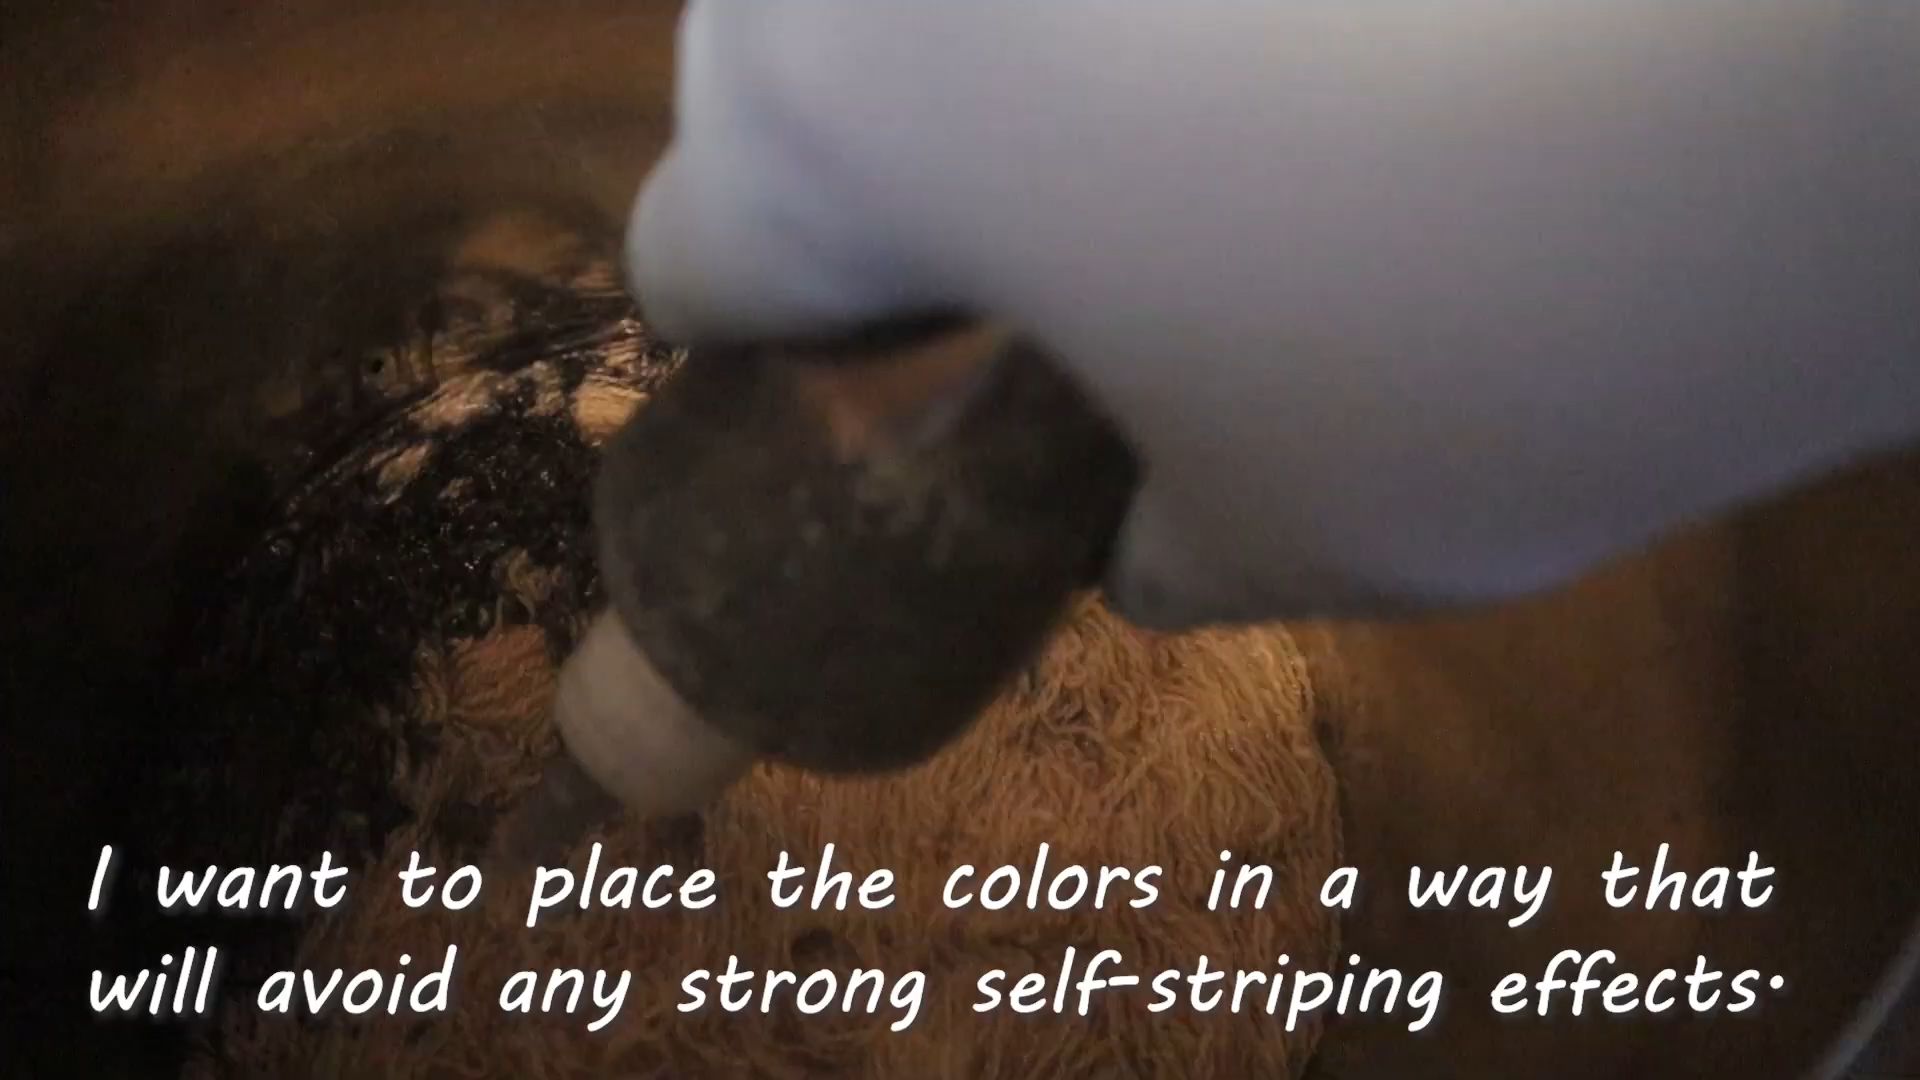 I want to place the colors in a way that
will avoid any strong self-striping effects.